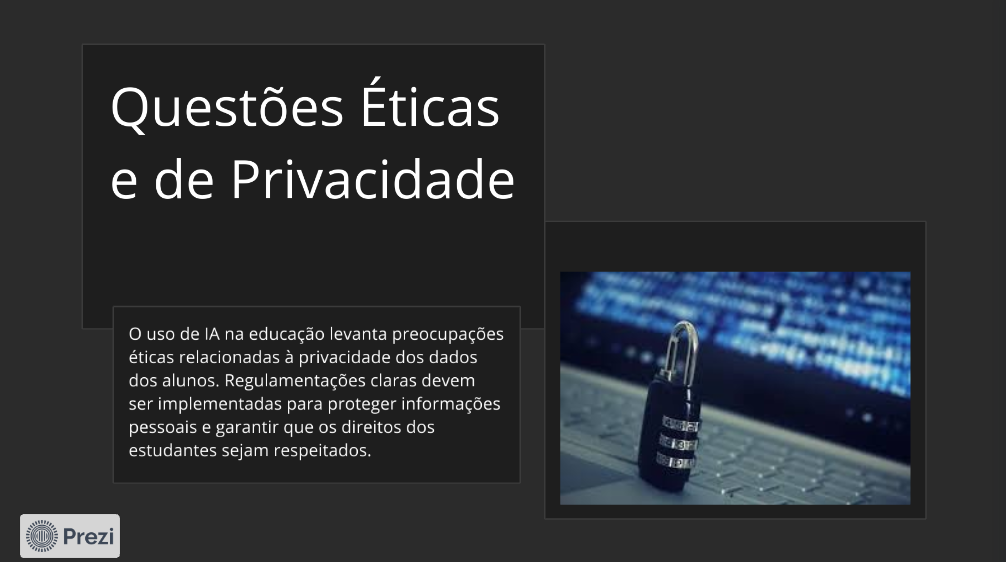 Questões Éticas
e de Privacidade
O uso de IA na educação levanta preocupações
éticas relacionadas à privacidade dos dados
dos alunos. Regulamentações claras devem
ser implementadas para proteger informações
pessoais e garantir que os direitos dos
estudantes sejam respeitados.
Prezi